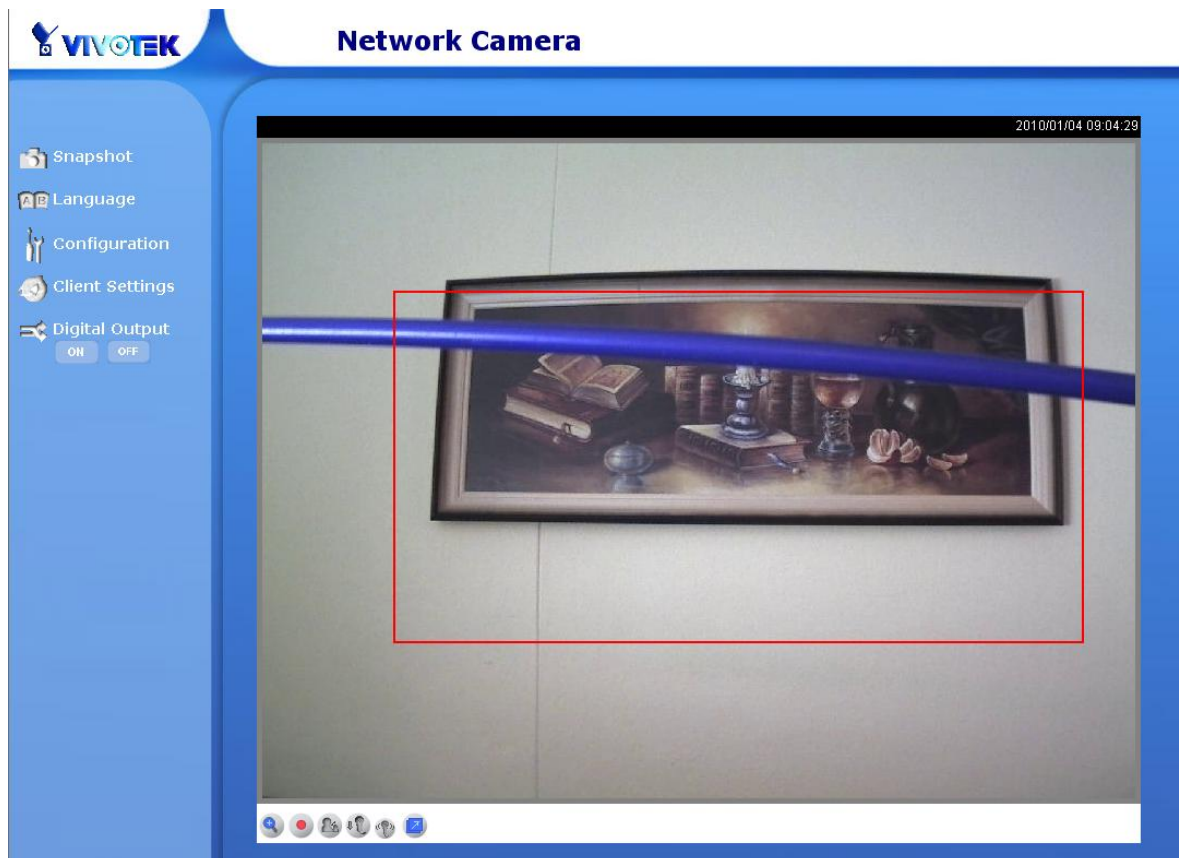 VIVOTEK
Network Camera
2010/01/04 09:04:29
Snapshot
A B
Language
Configuration
Client Settings
Digital Output
ON OFF